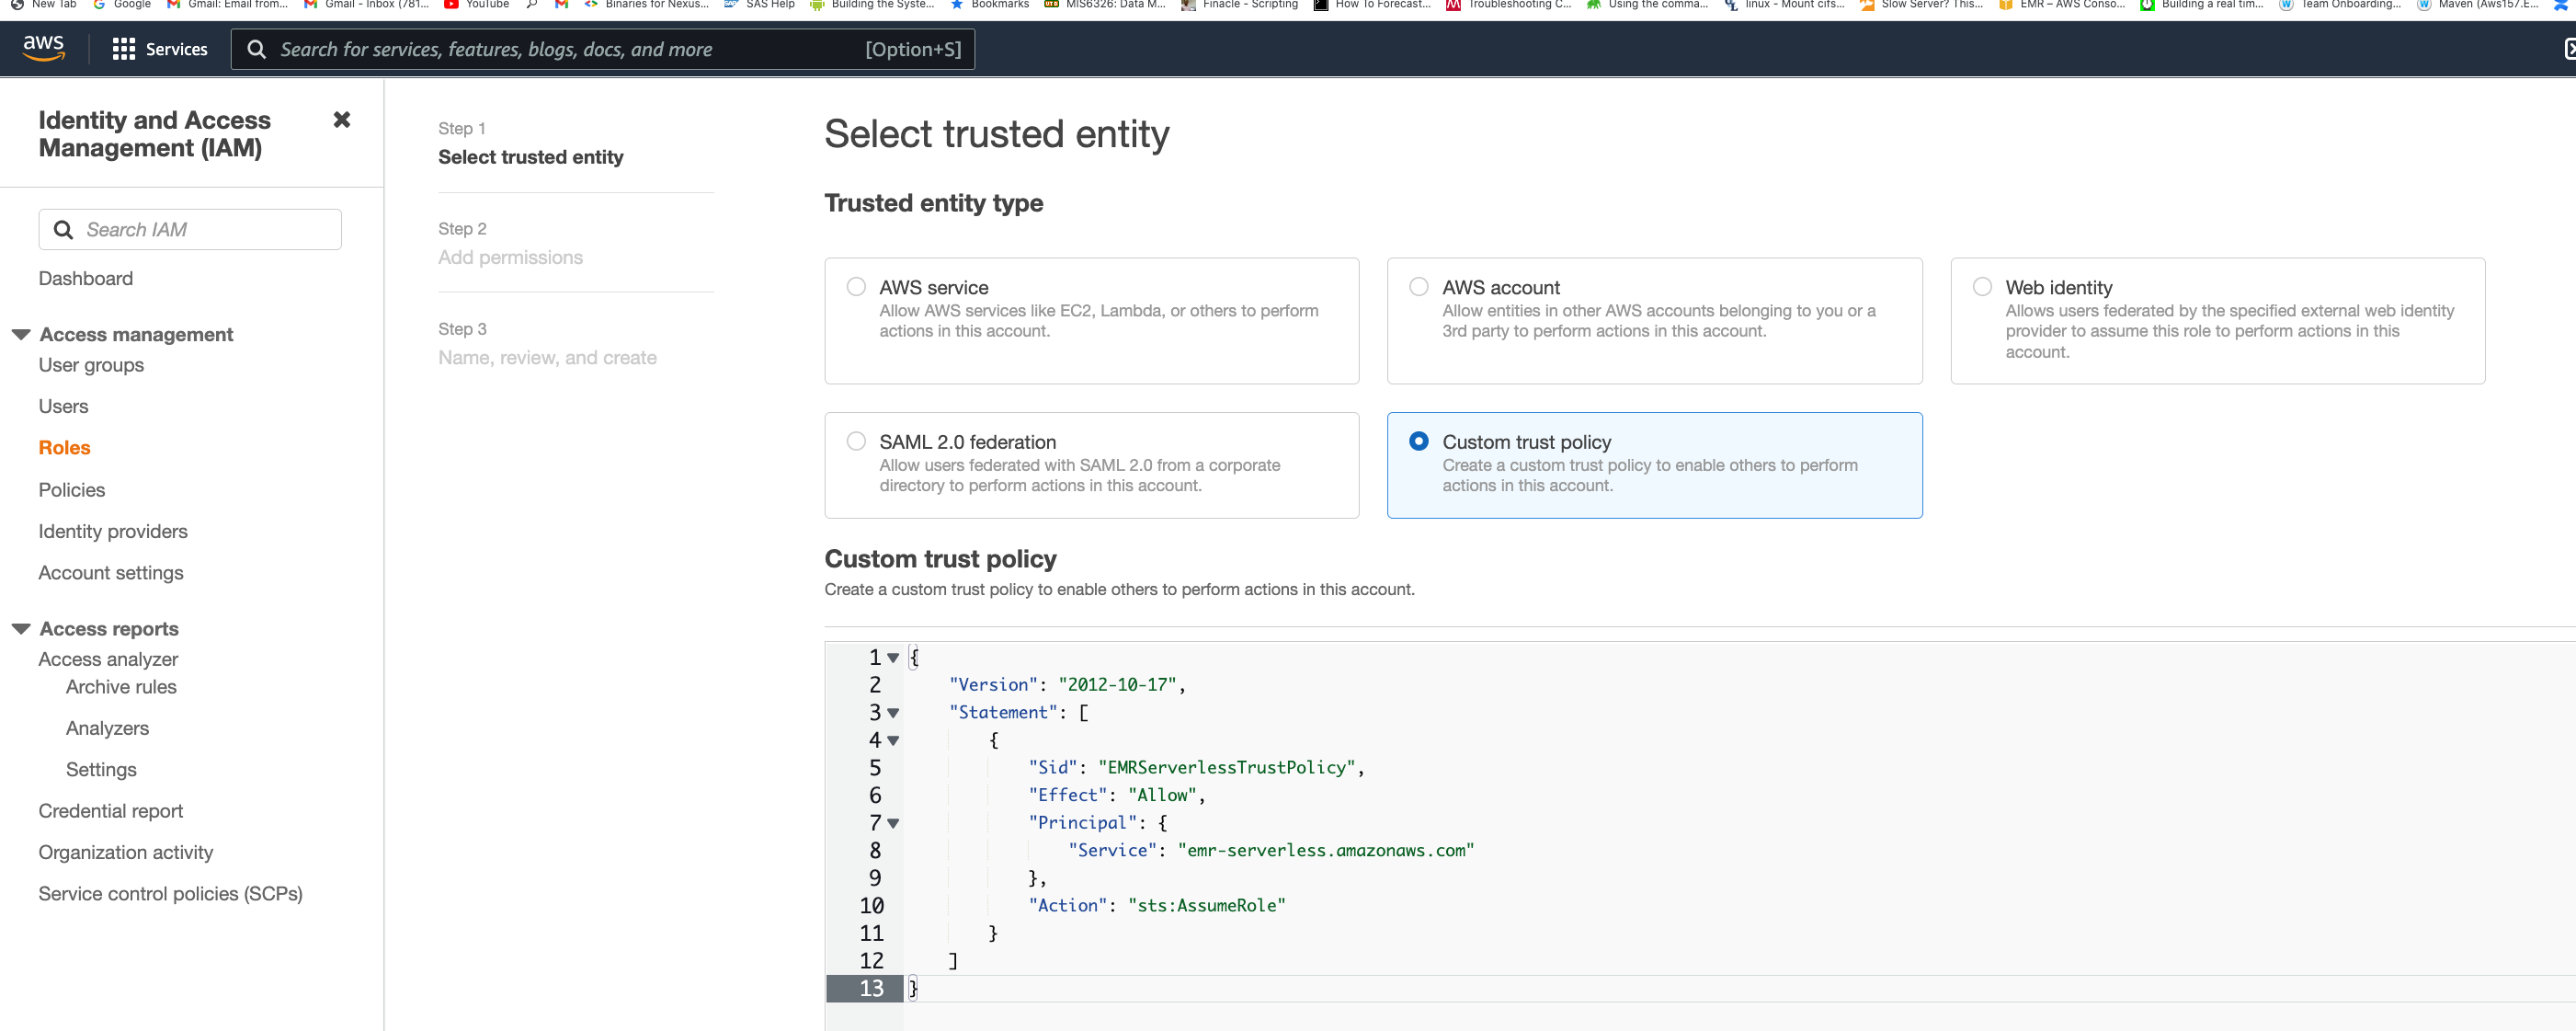 New Tab Google Gmail: Email from... Gmail - Inbox (781... YouTube Binaries for Nexus... SAS Help Building the Syste... Bookmarks MIS6326: Data M... Finacle - Scripting How To Forecast... Troubleshooting C... Using the comma... linux - Mount cifs... Slow Server? This... EMR – AWS Conso... Building a real tim... Team Onboarding... Maven (Aws157.E...
aws Services Search for services, features, blogs, docs, and more [Option+S]
Identity and Access
Management (IAM)
Search IAM
Dashboard
Access management
User groups
Users
Roles
Policies
Identity providers
Account settings
Access reports
Access analyzer
Archive rules
Analyzers
Settings
Credential report
Organization activity
Service control policies (SCPs)
Step 1
Select trusted entity
Step 2
Add permissions
Step 3
Name, review, and create
Select trusted entity
Trusted entity type
AWS service
Allow AWS services like EC2, Lambda, or others to perform
actions in this account.
AWS account
Allow entities in other AWS accounts belonging to you or a
3rd party to perform actions in this account.
Web identity
Allows users federated by the specified external web identity
provider to assume this role to perform actions in this
account.
SAML 2.0 federation
Allow users federated with SAML 2.0 from a corporate
directory to perform actions in this account.
Custom trust policy
Create a custom trust policy to enable others to perform
actions in this account.
Custom trust policy
Create a custom trust policy to enable others to perform actions in this account.
1 {
2 "Version": "2012-10-17",
3 "Statement": [
4 {
5 "Sid": "EMRServerlessTrustPolicy",
6 "Effect": "Allow",
7 "Principal": {
8 "Service": "emr-serverless.amazonaws.com"
9 },
10 "Action": "sts:AssumeRole"
11 }
12 ]
13 }